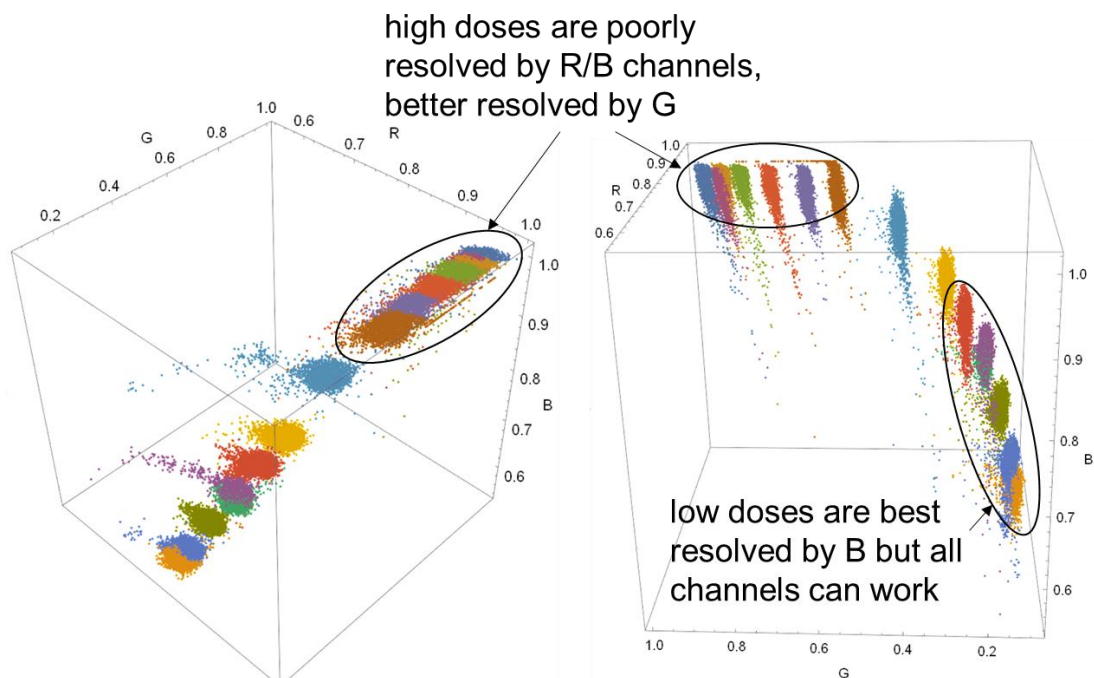 high doses are poorly
resolved by R/B channels,
better resolved by G
1.0
0.6
G
0.8
R
0.7
0.6
0.8
0.4
0.9
0.2
1.0
1.0
0.9
0.8
B
0.7
0.6
1.0
0.9
R
0.8
0.7
0.6
1.0
0.9
0.8
B
0.7
0.6
low doses are best
resolved by B but all
channels can work
1.0
0.8
0.6
0.4
0.2
G